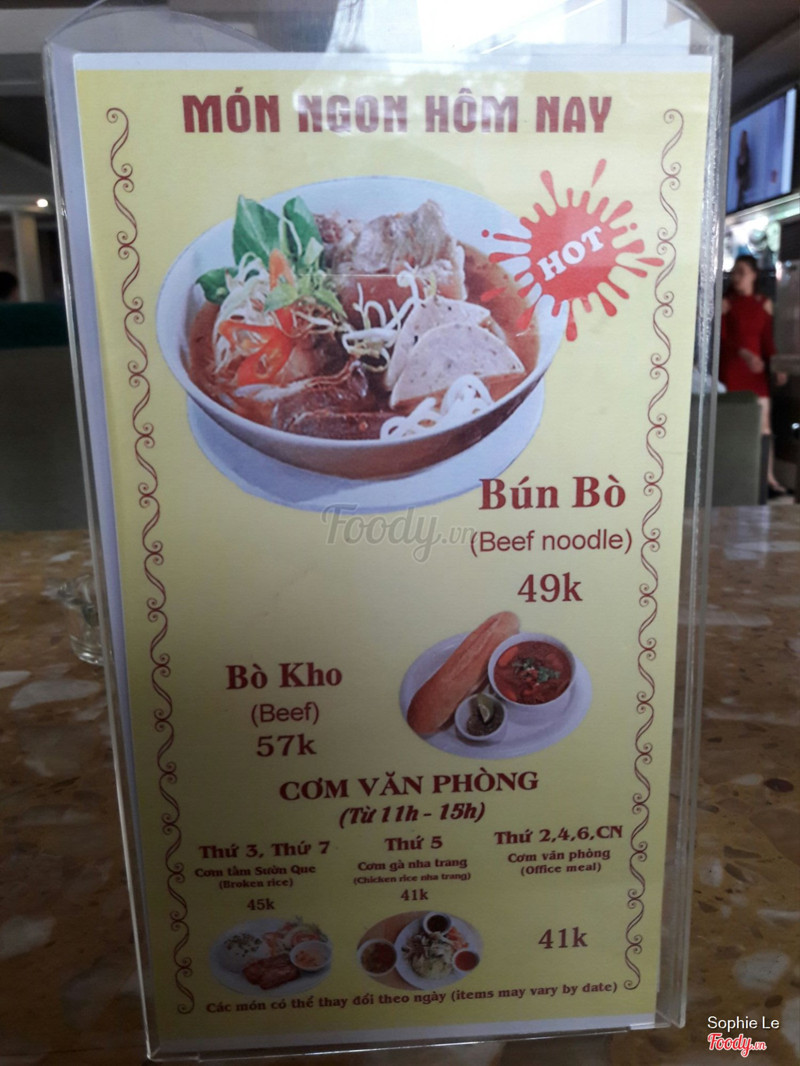 MÓN NGON HÔM NAY
HOT
Bún Bò
(Beef noodle)
49k
Foody.vn
Bò Kho
(Beef)
57k
CƠM VĂN PHÒNG
(Từ 11h - 15h)
Thứ 3, Thứ 7
Cơm tầm Sườn Que
(Broken rice)
45k
Thứ 5
Cơm gà nha trang
(Chicken rice nha trang)
41k
Thứ 2,4,6,CN
Cơm văn phòng
(Office meal)
41k
Các món có thể thay đổi theo ngày (items may vary by date)
Sophie Le
Foody.vn